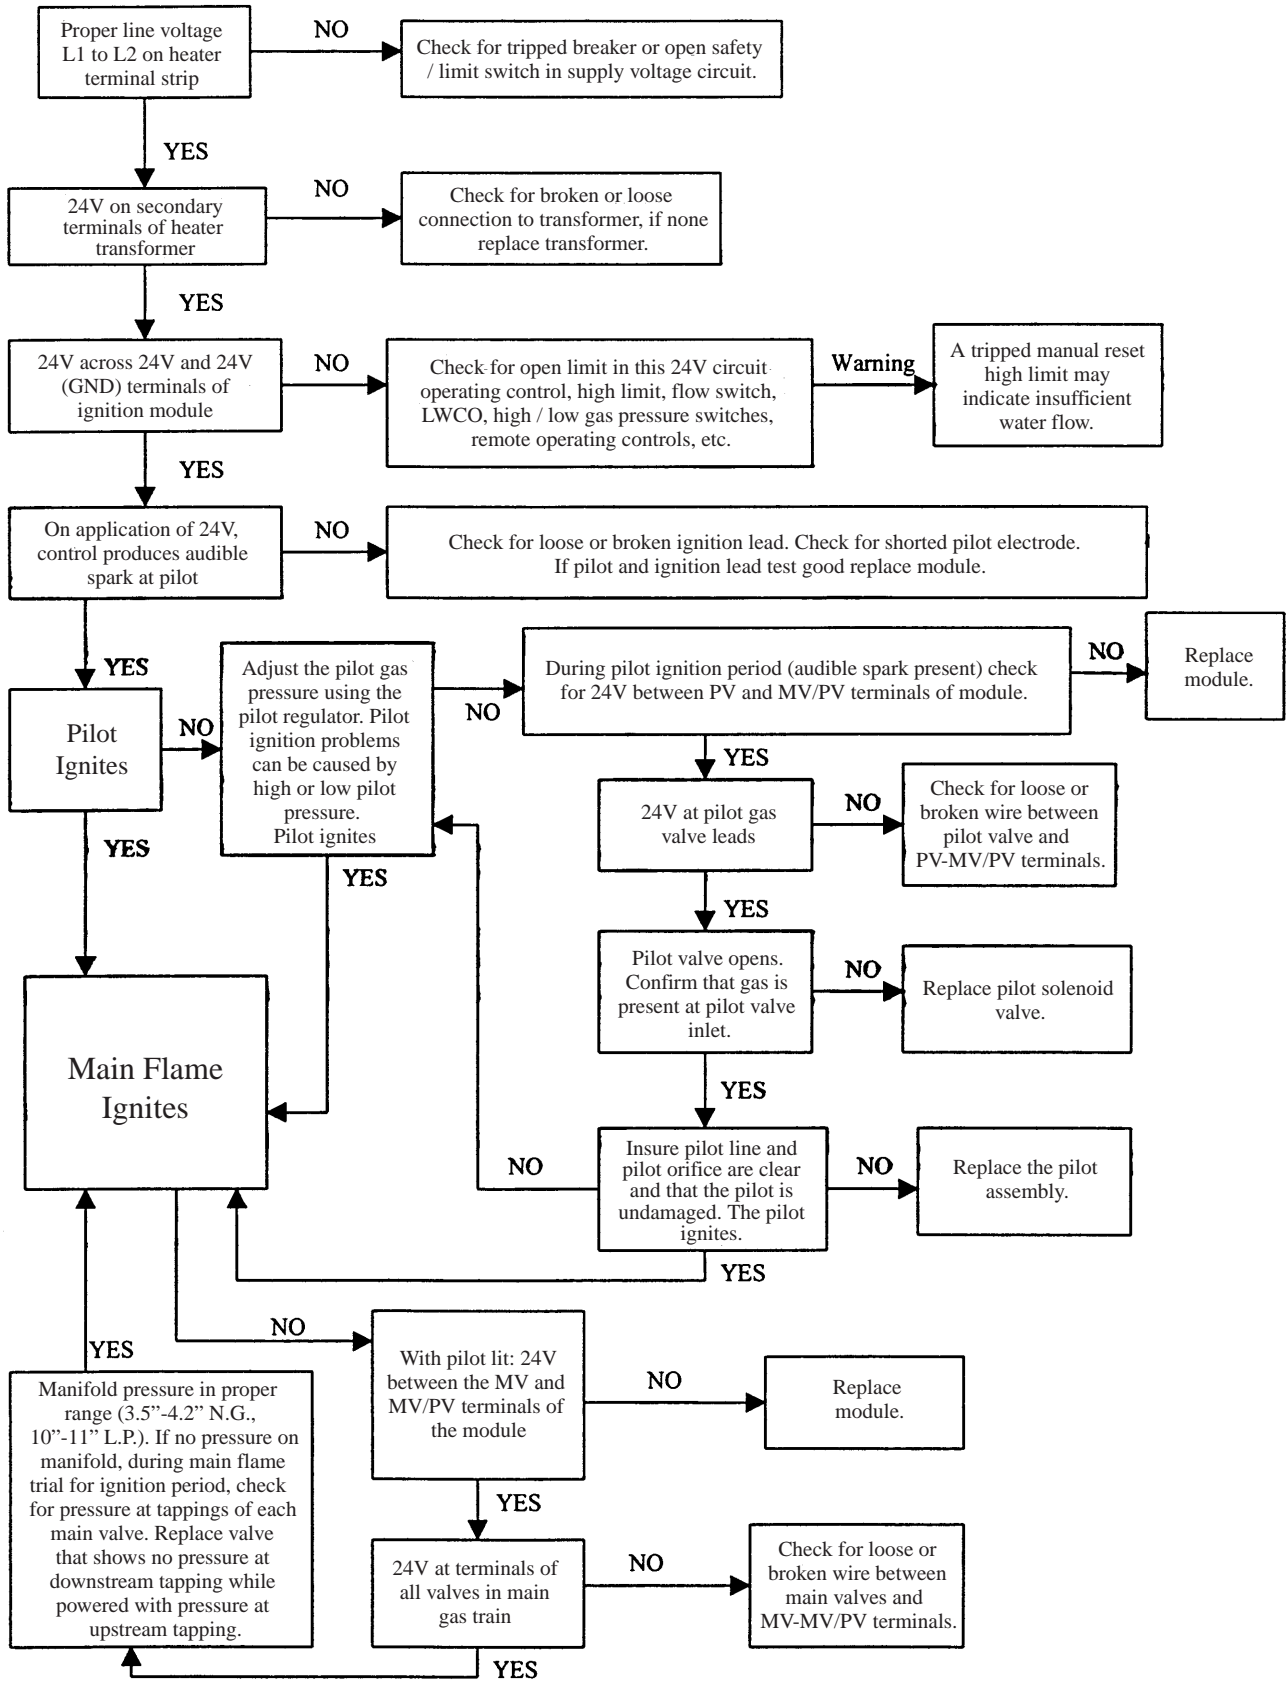 Proper line voltage
L1 to L2 on heater
terminal strip
NO
Check for tripped breaker or open safety
/ limit switch in supply voltage circuit.
YES
24V on secondary
terminals of heater
transformer
NO
Check for broken or loose
connection to transformer, if none
replace transformer.
YES
24V across 24V and 24V
(GND) terminals of
ignition module
NO
Check for open limit in this 24V circuit
operating control, high limit, flow switch,
LWCO, high / low gas pressure switches,
remote operating controls, etc.
Warning
A tripped manual reset
high limit may
indicate insufficient
water flow.
YES
On application of 24V,
control produces audible
spark at pilot
NO
Check for loose or broken ignition lead. Check for shorted pilot electrode.
If pilot and ignition lead test good replace module.
YES
Pilot
Ignites
NO
Adjust the pilot gas
pressure using the
pilot regulator. Pilot
ignition problems
can be caused by
high or low pilot
pressure.
Pilot ignites
NO
During pilot ignition period (audible spark present) check
for 24V between PV and MV/PV terminals of module.
NO
Replace
module.
YES
24V at pilot gas
valve leads
NO
Check for loose or
broken wire between
pilot valve and
PV-MV/PV terminals.
YES
YES
YES
Pilot valve opens.
Confirm that gas is
present at pilot valve
inlet.
NO
Replace pilot solenoid
valve.
Main Flame
Ignites
YES
Insure pilot line and
pilot orifice are clear
and that the pilot is
undamaged. The pilot
ignites.
NO
NO
Replace the pilot
assembly.
YES
NO
With pilot lit: 24V
between the MV and
MV/PV terminals of
the module
NO
Replace
module.
YES
24V at terminals of
all valves in main
gas train
NO
Check for loose or
broken wire between
main valves and
MV-MV/PV terminals.
YES
YES
Manifold pressure in proper
range (3.5”-4.2” N.G.,
10”-11” L.P.). If no pressure on
manifold, during main flame
trial for ignition period, check
for pressure at tappings of each
main valve. Replace valve
that shows no pressure at
downstream tapping while
powered with pressure at
upstream tapping.